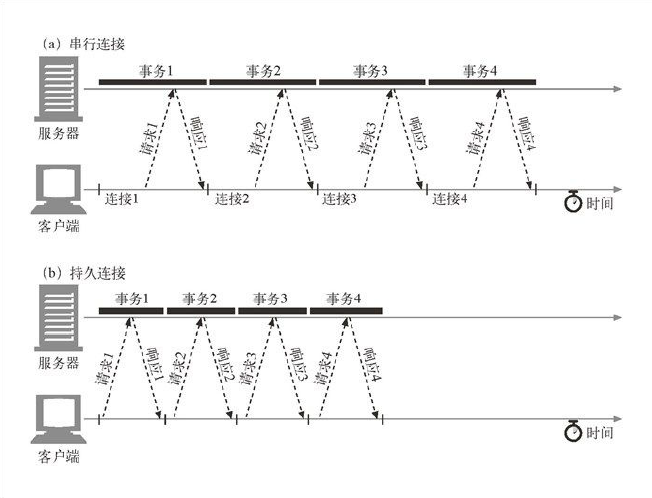 （a）串行连接
事务1 事务2 事务3 事务4
服务器
请求1 响应1 请求2 响应2 请求3 响应3 请求4 响应4
连接1 连接2 连接3 连接4
客户端
时间
（b）持久连接
事务1 事务2 事务3 事务4
服务器
请求1 响应1 请求2 响应2 请求3 响应3 请求4 响应4
客户端
时间